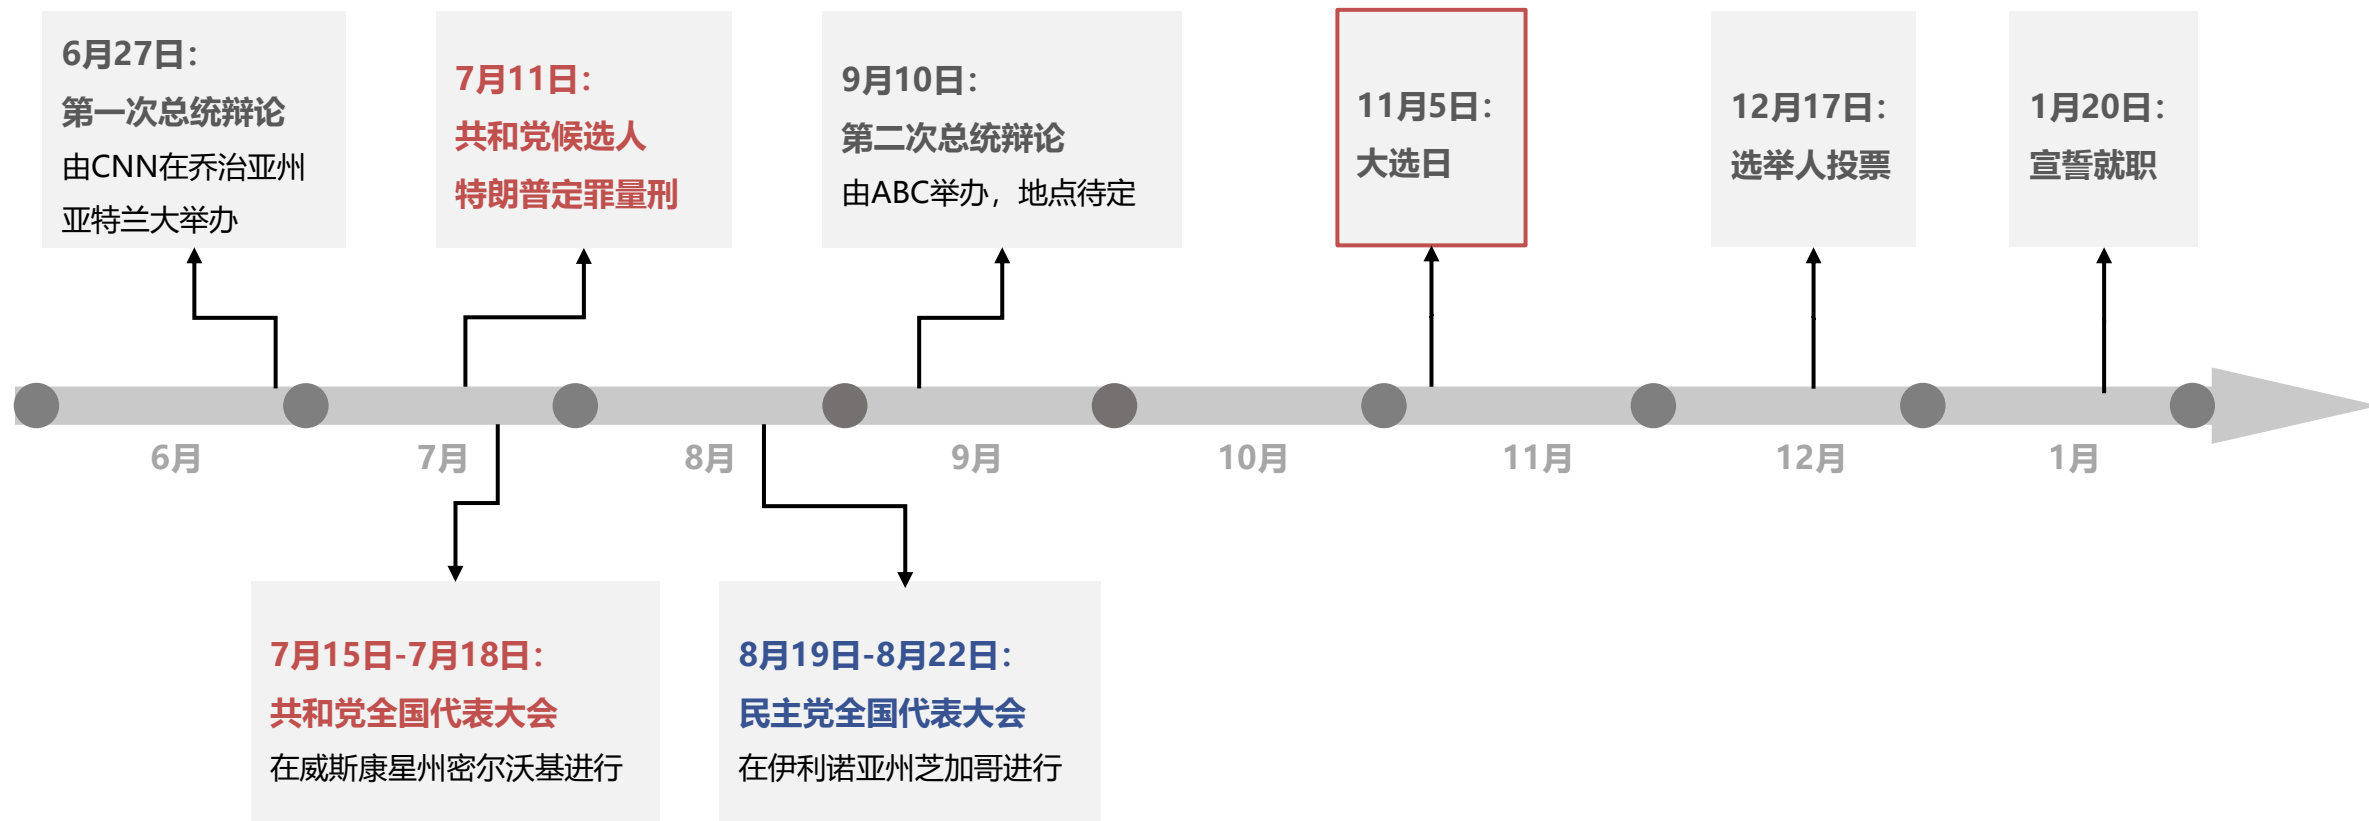 6月27日：
第一次总统辩论
由CNN在乔治亚州
亚特兰大举办
7月11日：
共和党候选人
特朗普定罪量刑
9月10日：
第二次总统辩论
由ABC举办，地点待定
11月5日：
大选日
12月17日：
选举人投票
1月20日：
宣誓就职
6月
7月
8月
9月
10月
11月
12月
1月
7月15日-7月18日：
共和党全国代表大会
在威斯康星州密尔沃基进行
8月19日-8月22日：
民主党全国代表大会
在伊利诺亚州芝加哥进行